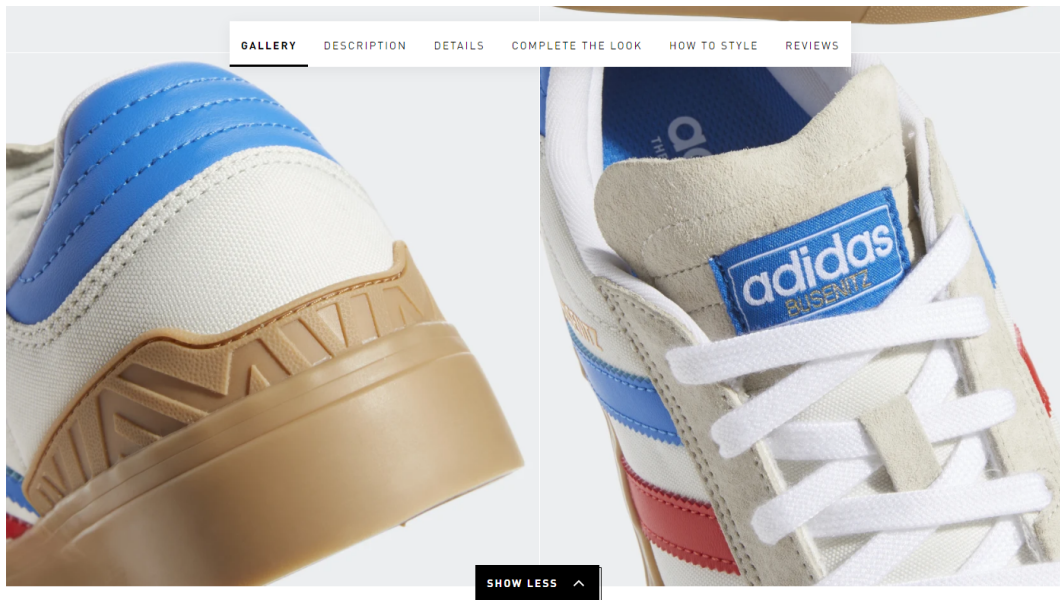 GALLERY
DESCRIPTION
DETAILS
COMPLETE THE LOOK
HOW TO STYLE
REVIEWS
adidas
BUSENITZ
SHOW LESS